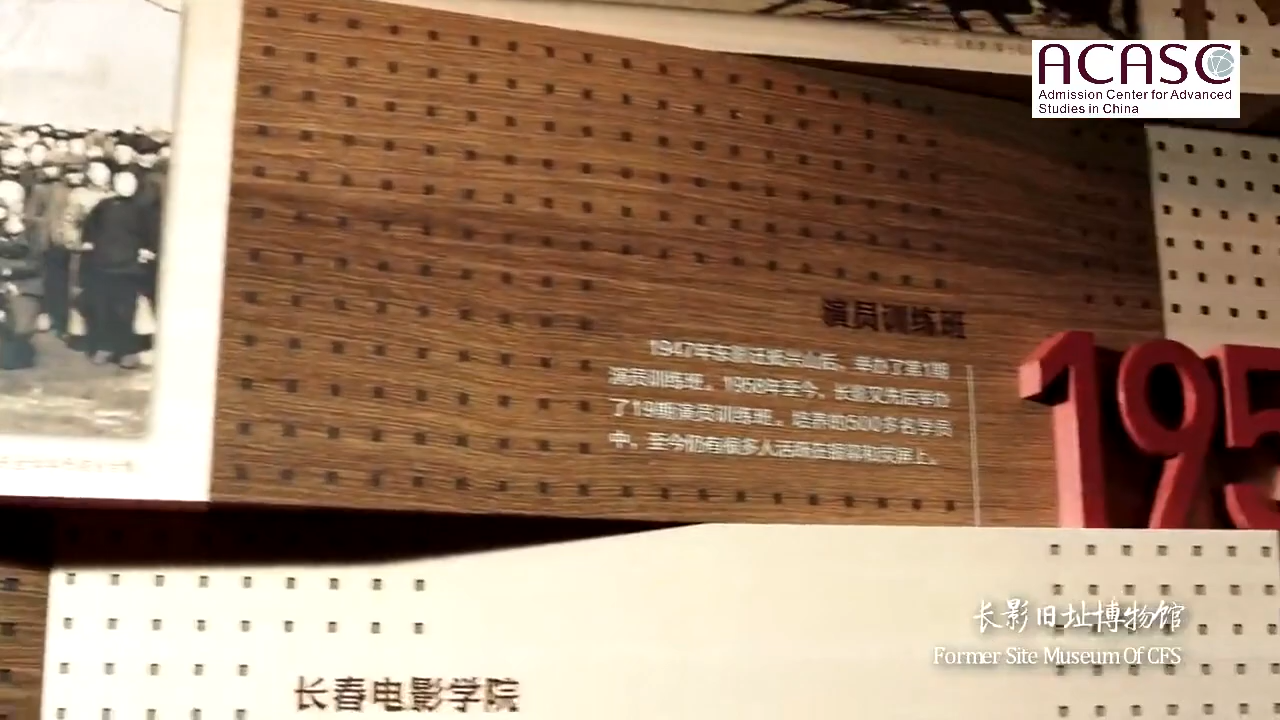 ACASC
Admission Center for Advanced
Studies in China
演员训练班
1947年东影迁兴山后，举办了第1期
演员训练班。1958年至今，长影又先后举办
了19期演员训练班。培养的500多名学员
中，至今仍有很多人活跃在银幕和荧屏上。
195
长影旧址博物馆
Former Site Museum Of CFS
长春电影学院